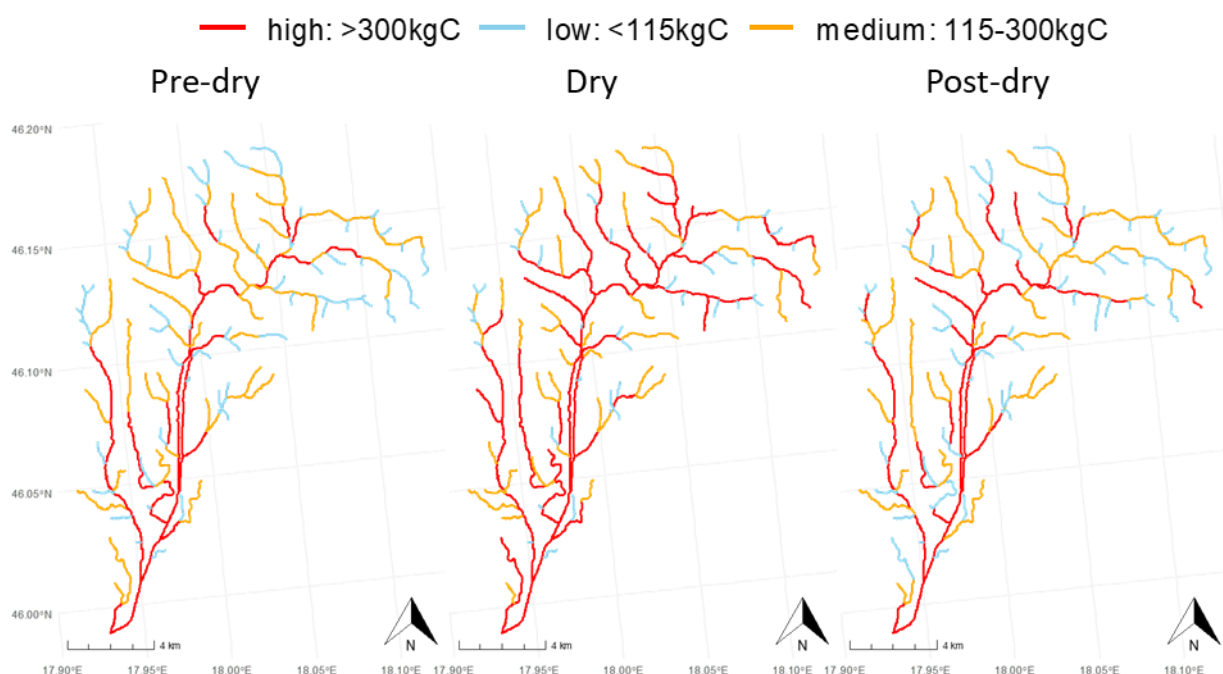 high: >300kgC low: <115kgC medium: 115-300kgC
Pre-dry Dry Post-dry
46.20°N
46.15°N
46.10°N
46.05°N
46.00°N
N N N
4 km 4 km 4 km
17.90°E 17.95°E 18.00°E 18.05°E 18.10°E 17.90°E 17.95°E 18.00°E 18.05°E 18.10°E 17.90°E 17.95°E 18.00°E 18.05°E 18.10°E